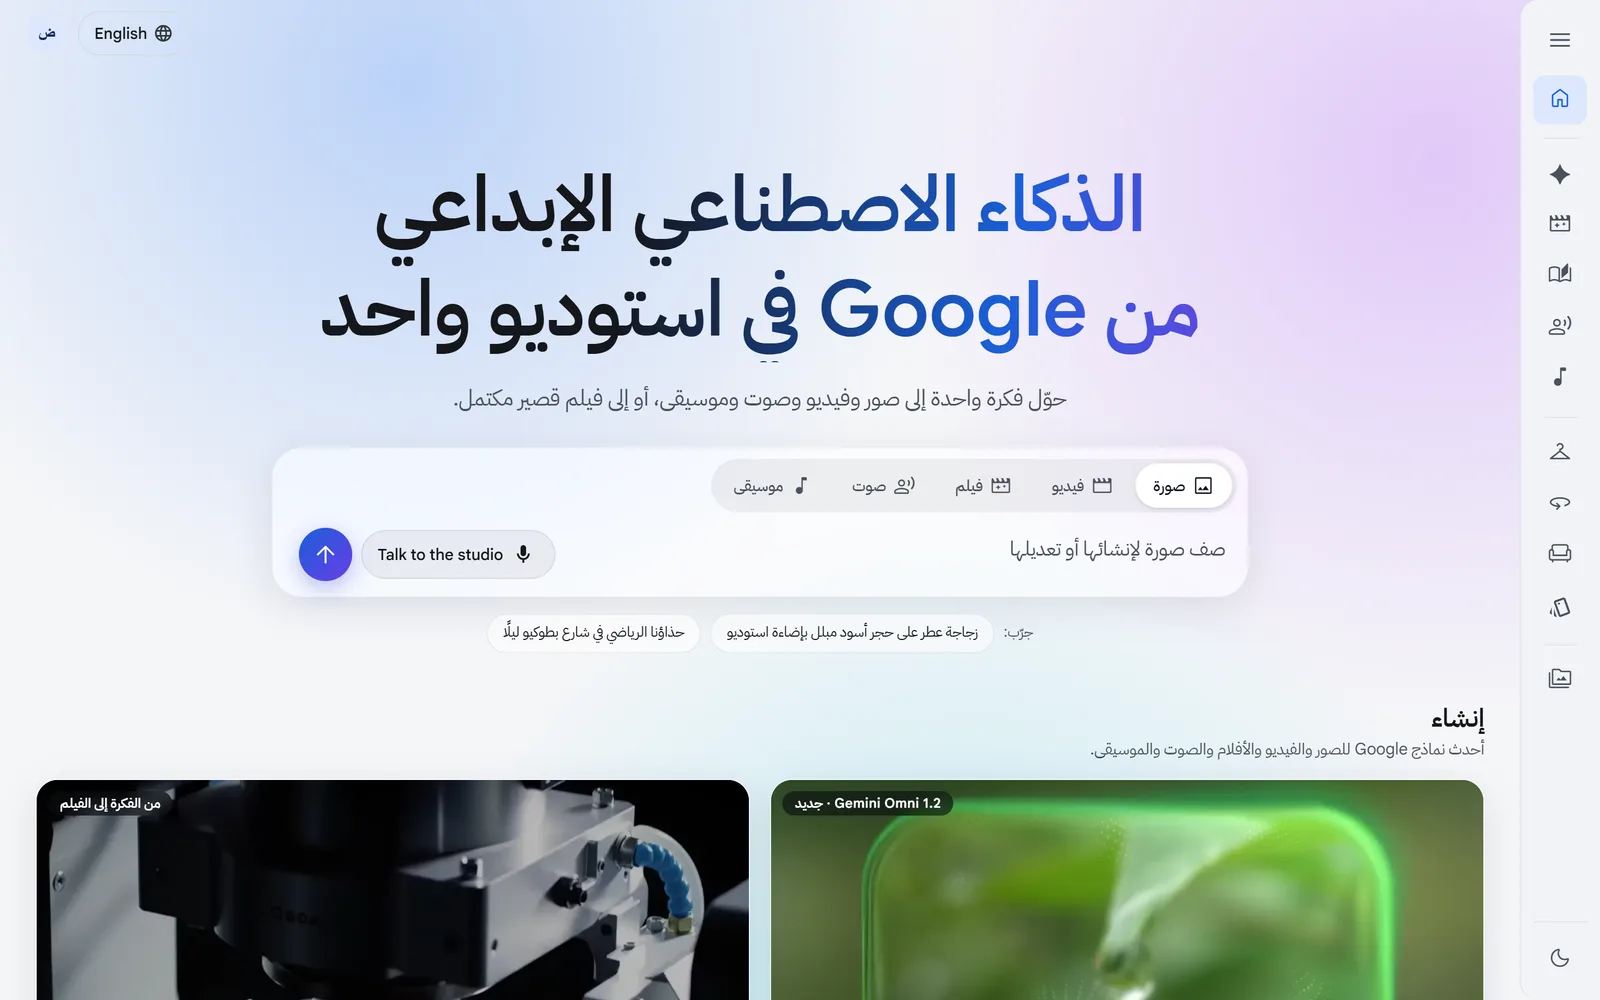 English
ض
الذكاء الاصطناعي الإبداعي
من Google في استوديو واحد
حوّل فكرة واحدة إلى صور وفيديو وصوت وموسيقى، أو إلى فيلم قصير مكتمل.
صورة
فيديو
فيلم
صوت
موسيقى
صف صورة لإنشائها أو تعديلها
Talk to the studio
جرّب:
زجاجة عطر على حجر أسود مبلل بإضاءة استوديو
حذاؤنا الرياضي في شارع بطوكيو ليلًا
إنشاء
أحدث نماذج Google للصور والفيديو والأفلام والصوت والموسيقى.
Gemini Omni 1.2 · جديد
من الفكرة إلى الفيلم